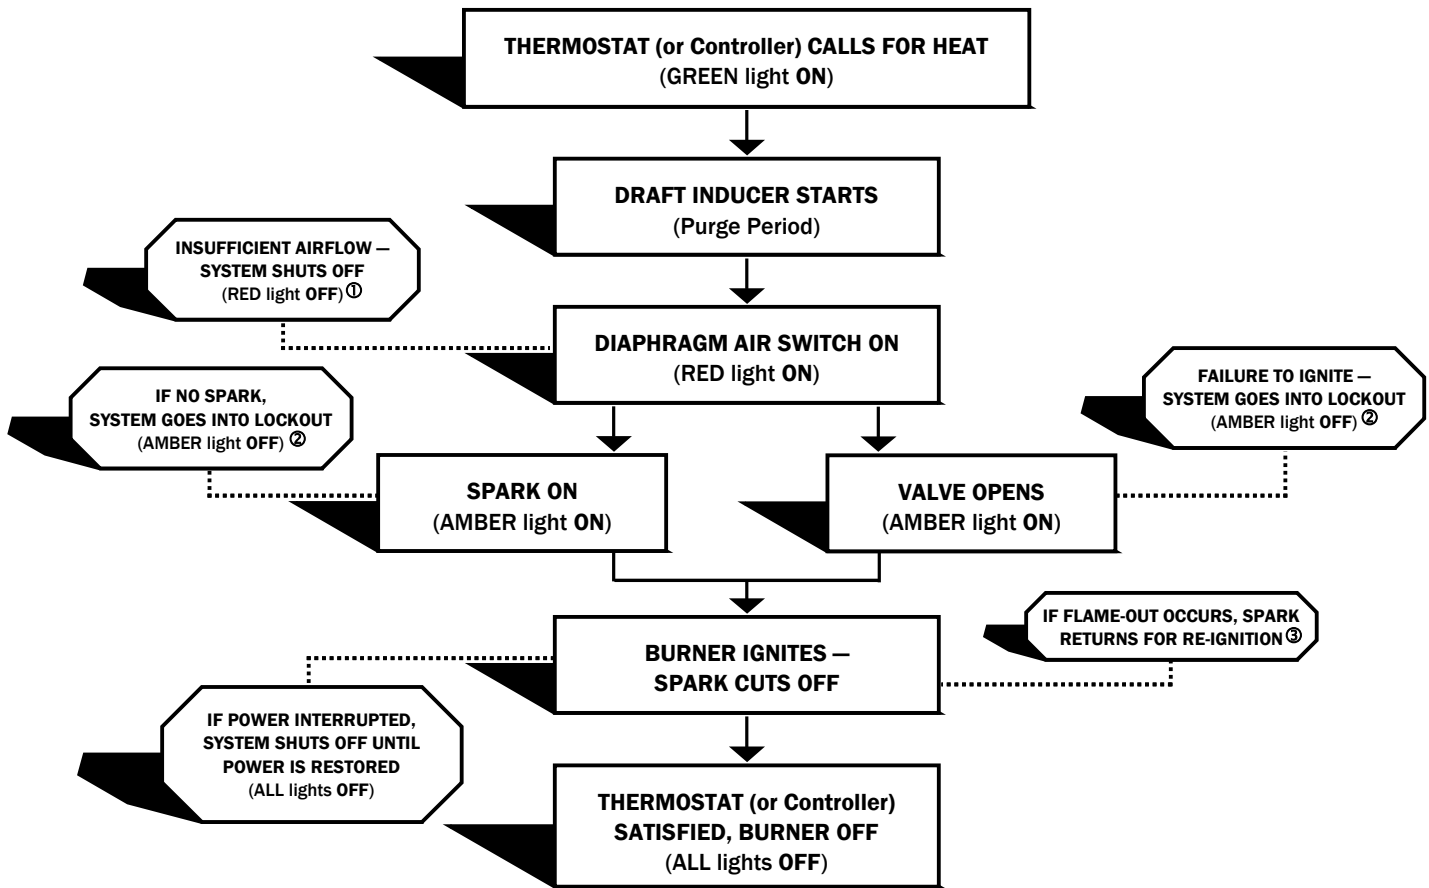 THERMOSTAT (or Controller) CALLS FOR HEAT
(GREEN light ON)
DRAFT INDUCER STARTS
(Purge Period)
INSUFFICIENT AIRFLOW —
SYSTEM SHUTS OFF
(RED light OFF) ①
DIAPHRAGM AIR SWITCH ON
(RED light ON)
IF NO SPARK,
SYSTEM GOES INTO LOCKOUT
(AMBER light OFF) ②
FAILURE TO IGNITE —
SYSTEM GOES INTO LOCKOUT
(AMBER light OFF) ②
SPARK ON
(AMBER light ON)
VALVE OPENS
(AMBER light ON)
IF FLAME-OUT OCCURS, SPARK
RETURNS FOR RE-IGNITION ③
BURNER IGNITES —
SPARK CUTS OFF
IF POWER INTERRUPTED,
SYSTEM SHUTS OFF UNTIL
POWER IS RESTORED
(ALL lights OFF)
THERMOSTAT (or Controller)
SATISFIED, BURNER OFF
(ALL lights OFF)